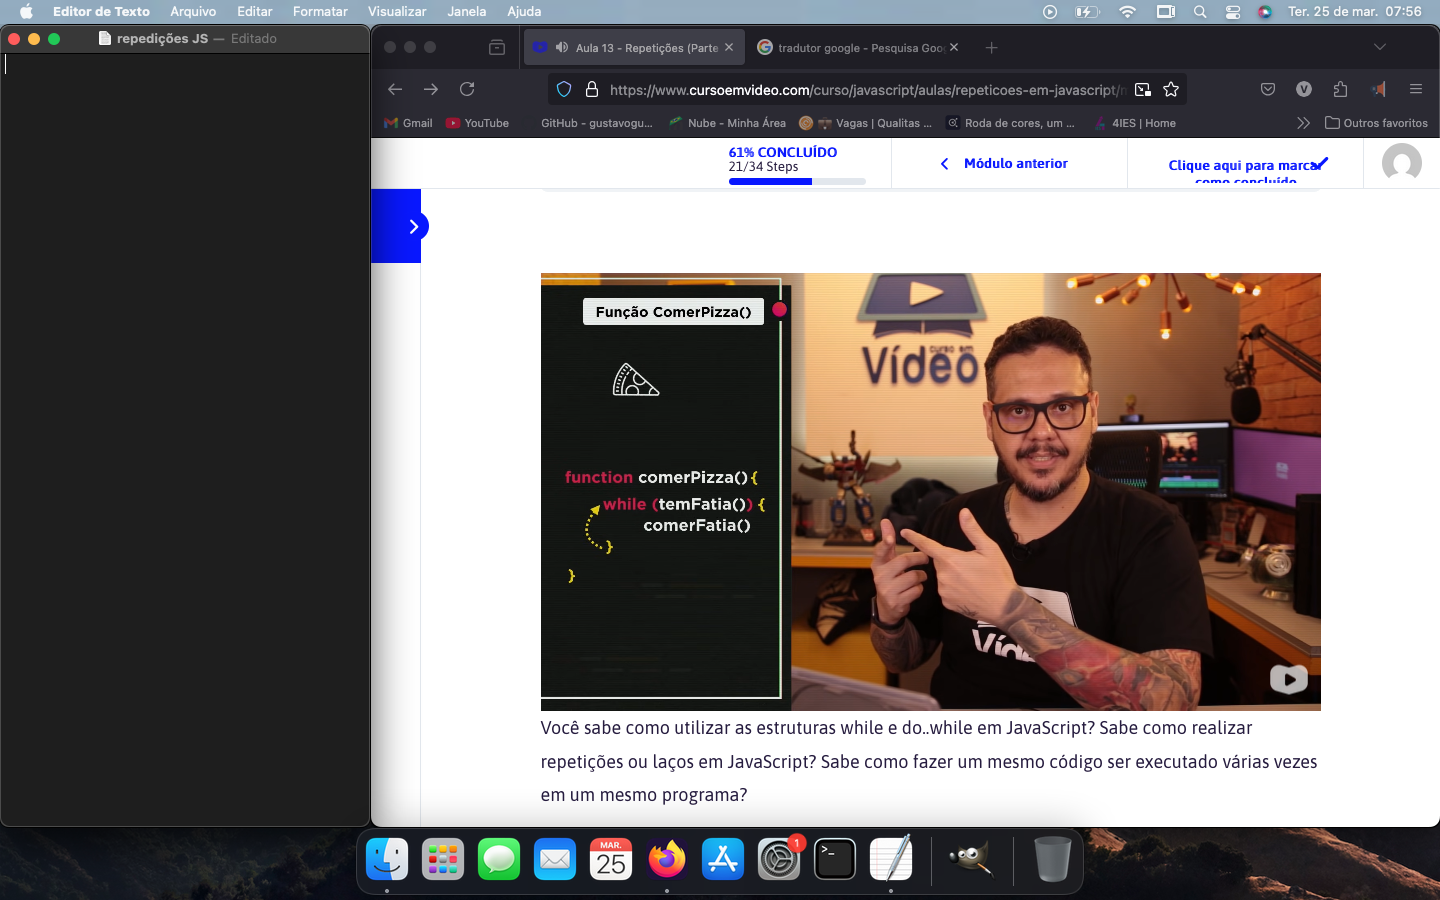 Editor de Texto Arquivo Editar Formatar Visualizar Janela Ajuda
Ter. 25 de mar. 07:56
repedições JS — Editado
Aula 13 - Repetições (Parte
tradutor google - Pesquisa Goo
https://www.cursoemvideo.com/curso/javascript/aulas/repeticoes-em-javascript/
Gmail YouTube GitHub - gustavogu... Nube - Minha Área Vagas | Qualitas ... Roda de cores, um ... 4IES | Home Outros favoritos
61% CONCLUÍDO
21/34 Steps
Módulo anterior
Clique aqui para marcar
como concluído
Função ComerPizza()
function comerPizza(){
while (temFatia()) {
comerFatia()
}
}
curso em
Vídeo
Você sabe como utilizar as estruturas while e do..while em JavaScript? Sabe como realizar
repetições ou laços em JavaScript? Sabe como fazer um mesmo código ser executado várias vezes
em um mesmo programa?
MAR.
25
1
>_